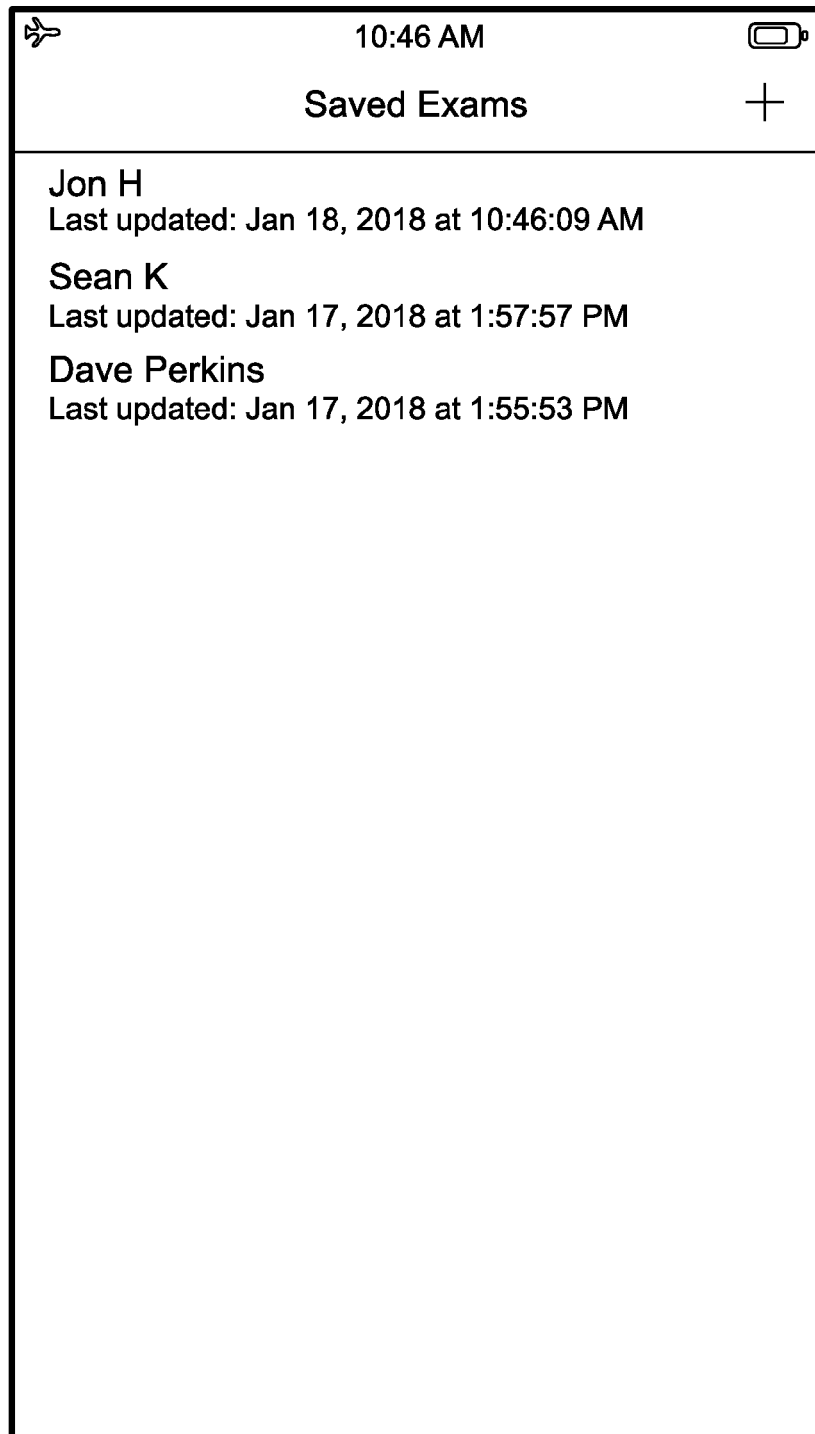 10:46 AM
Saved Exams
Jon H
Last updated: Jan 18, 2018 at 10:46:09 AM
Sean K
Last updated: Jan 17, 2018 at 1:57:57 PM
Dave Perkins
Last updated: Jan 17, 2018 at 1:55:53 PM